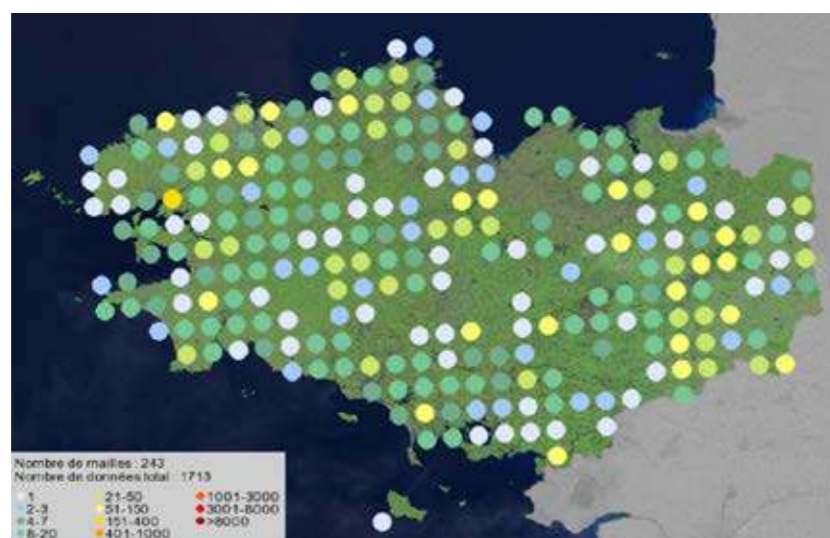 Nombre de mailles : 243
Nombre de données total : 1713
1 21-50 1001-3000
2-3 51-150 3001-8000
4-7 151-400 >8000
8-20 401-1000